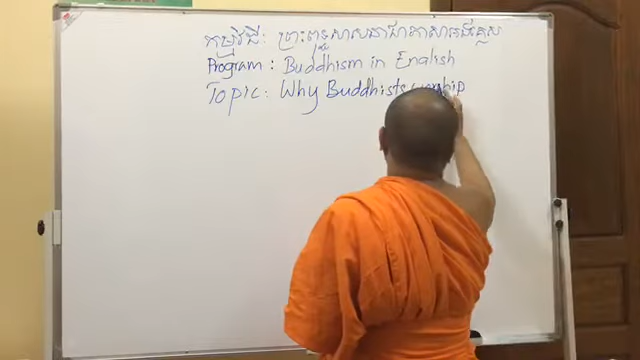 កម្មវិធី: ព្រះពុទ្ធសាសនាជាភាសាអង់គ្លេស
Program: Buddhism in English
Topic: Why Buddhists worship